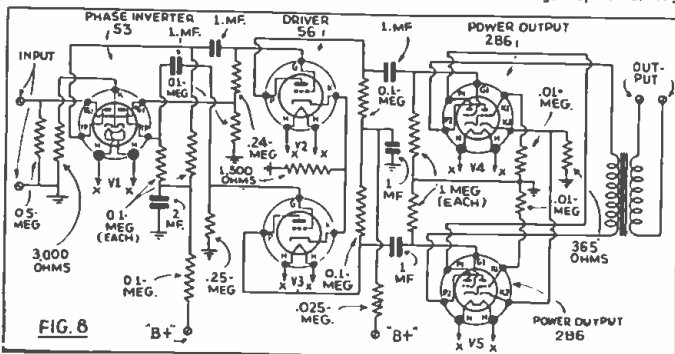 PHASE INVERTER
53
1. MF.
1. MF.
DRIVER
56
1. MF.
POWER OUTPUT
2B6
INPUT
OUT-
PUT
0.1-
MEG
0.1-
MEG.
.01-
MEG.
.24-
MEG
V1
V2
V4
X X
X X
X X
1,500 OHMS
1
MF.
1 MEG
(EACH)
.01-
MEG
0.5-
MEG
0.1
MEG
(EACH)
2
MF.
3,000
OHMS
365
OHMS
0.1-
MEG.
.25-
MEG
V3
X X
0.1-
MEG
1
MF
.025-
MEG.
POWER OUTPUT
2B6
V5
X X
FIG. 8
"B+"
"B+"